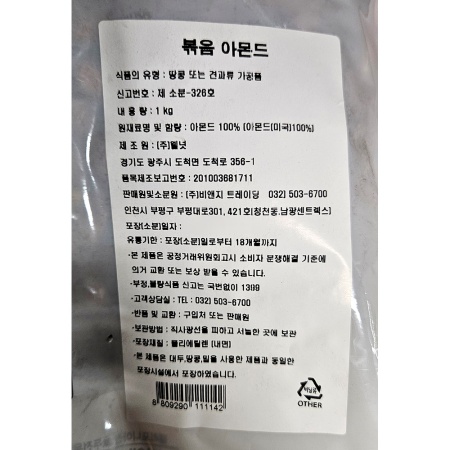 볶음 아몬드
식품의 유형 : 땅콩 또는 견과류 가공품
신고번호 : 제 소분-326호
내 용 량 : 1 kg
원재료명 및 함량 : 아몬드 100% (아몬드(미국)100%)
제 조 원 : (주)웰넛
경기도 광주시 도척면 도척로 356-1
품목제조보고번호 : 201003681711
판매원및소분원 : (주)비앤지 트레이딩 032) 503-6700
인천시 부평구 부평대로301, 421호(청천동,남광센트렉스)
포장(소분)일자 :
유통기한 : 포장(소분)일로부터 18개월까지
·본 제품은 공정거래위원회고시 소비자 분쟁해결 기준에
의거 교환 또는 보상 받을 수 있습니다.
·부정,불량식품 신고는 국번없이 1399
·고객상담실 : TEL : 032) 503-6700
·반품 및 교환 : 구입처 또는 판매원
·보관방법 : 직사광선을 피하고 서늘한 곳에 보관
·포장재질 : 폴리에틸렌 (내면)
·본 제품은 대두,땅콩,밀을 사용한 제품과 동일한
포장시설에서 포장하였습니다.
8 809290 111142
비닐류
OTHER